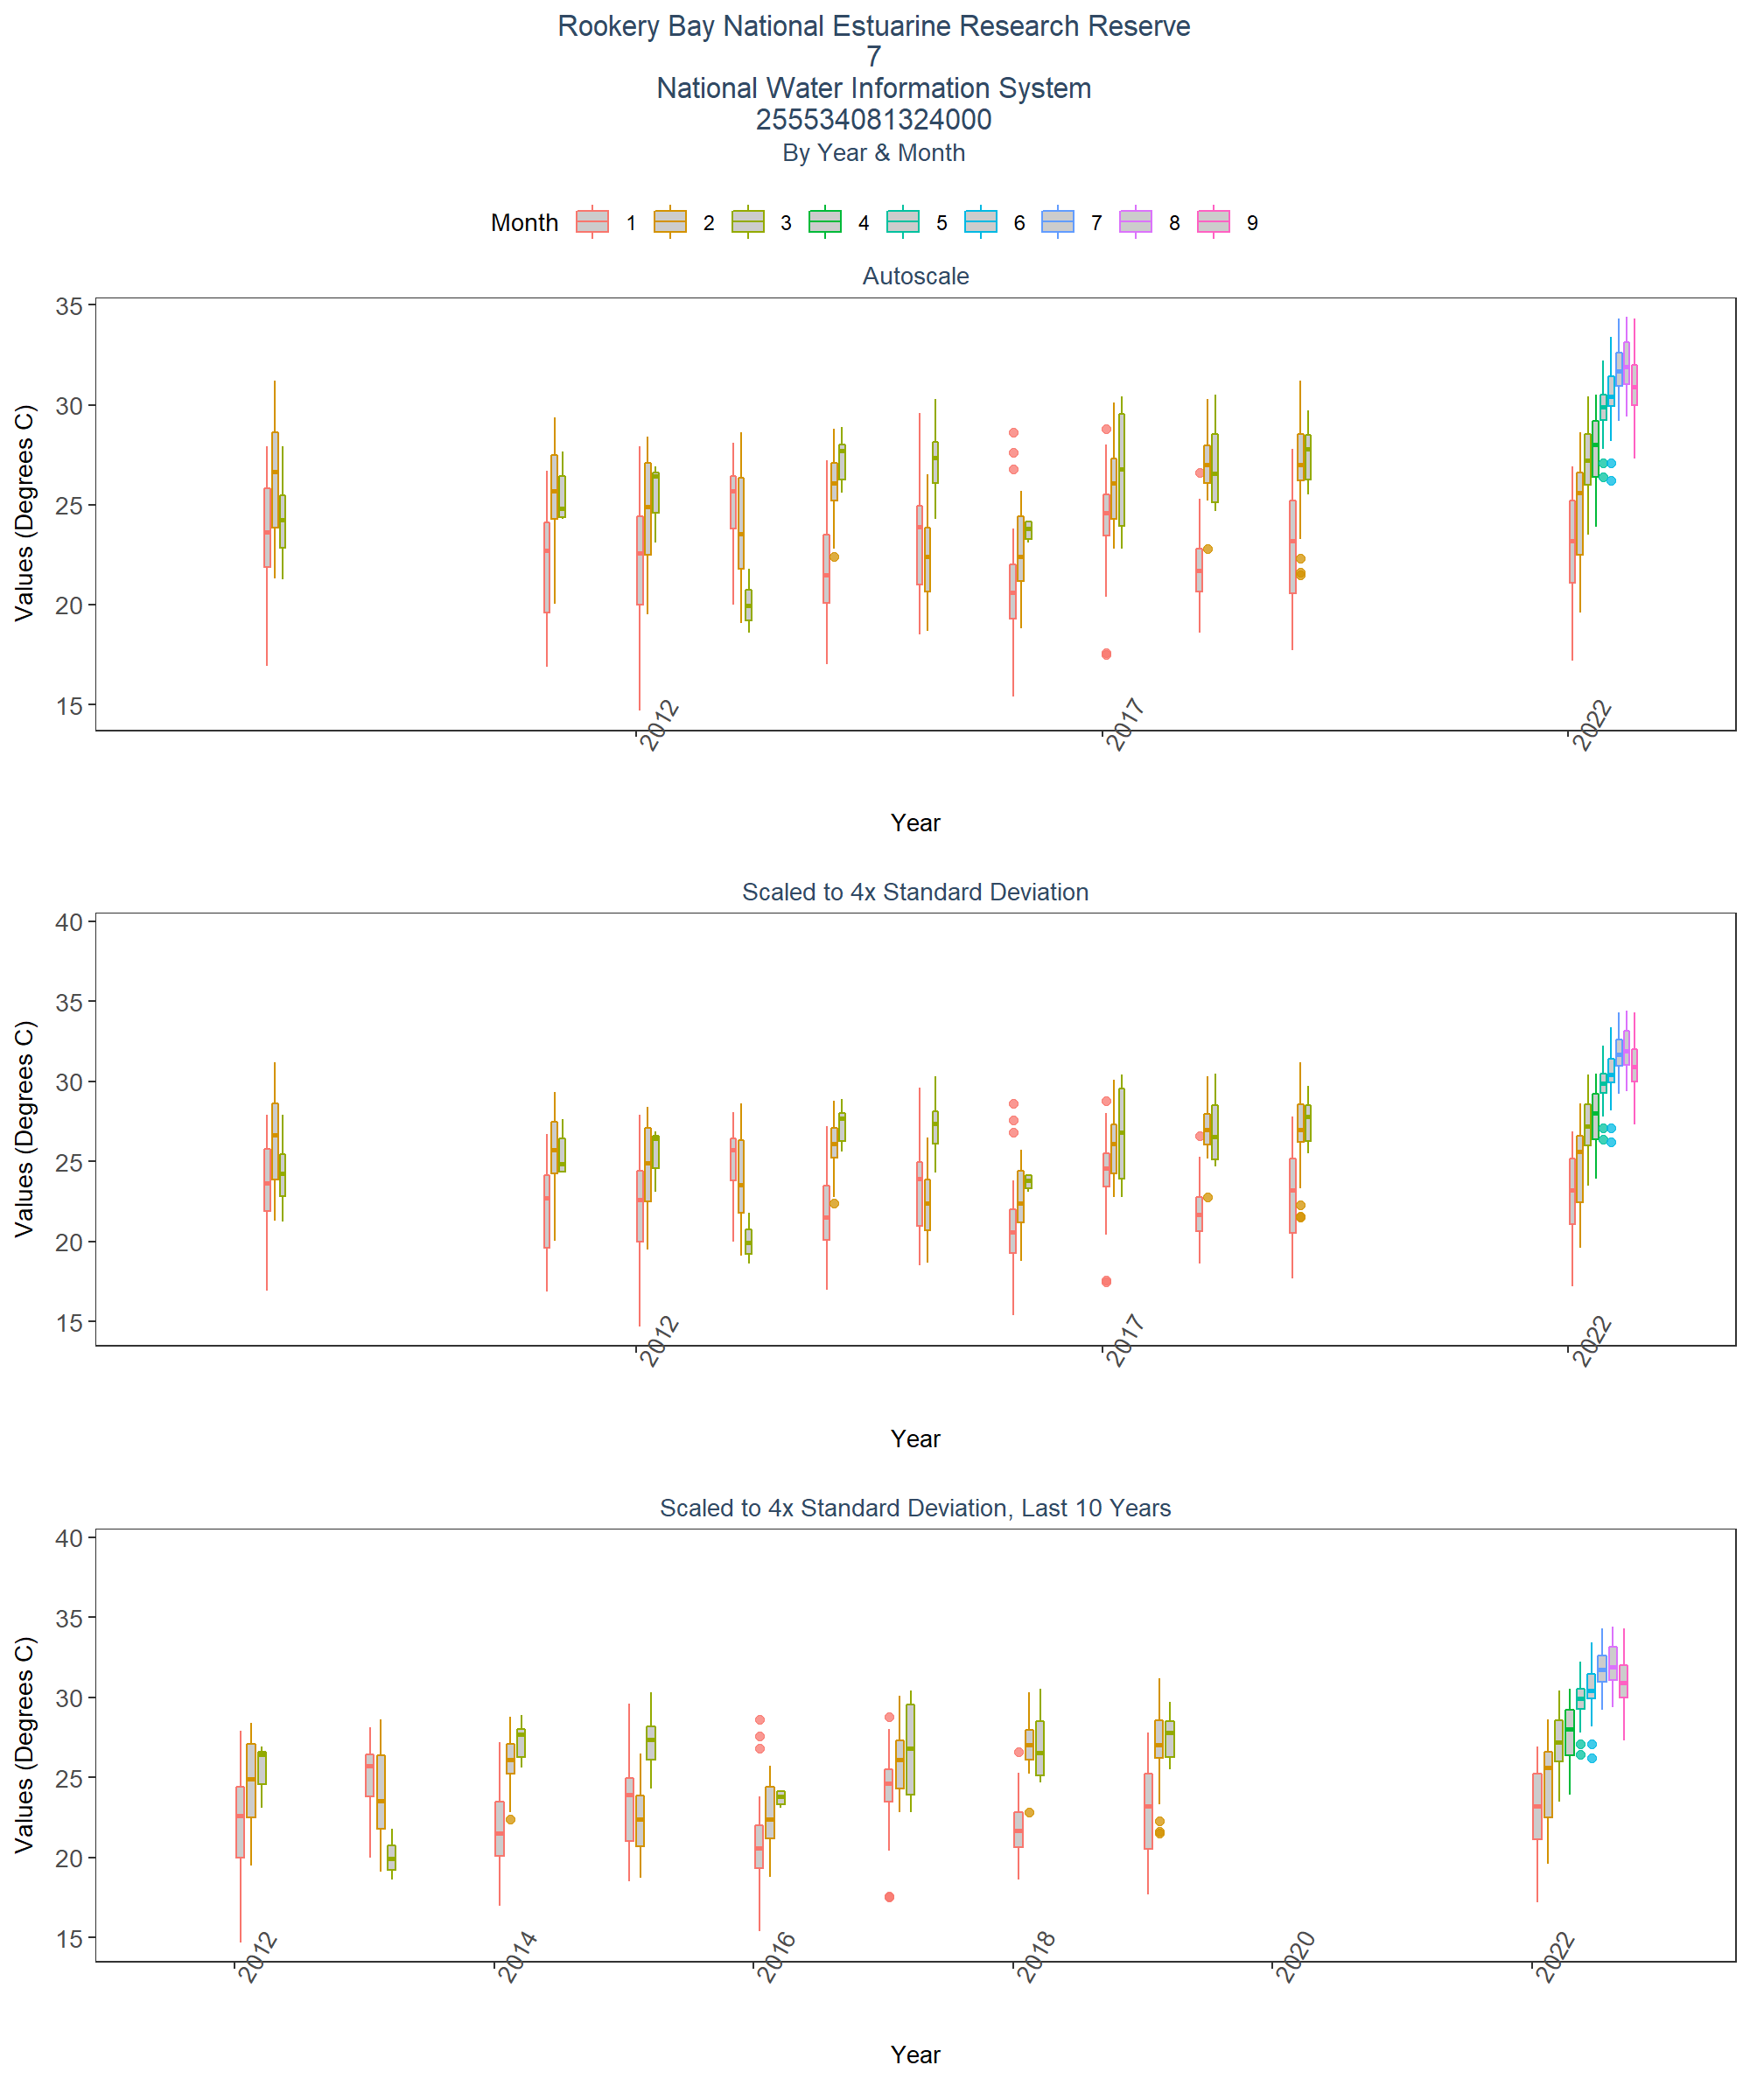 Rookery Bay National Estuarine Research Reserve
7
National Water Information System
255534081324000
By Year & Month
Month 1 2 3 4 5 6 7 8 9
Autoscale
Values (Degrees C)
35
30
25
20
15
2012 2017 2022
Year
Scaled to 4x Standard Deviation
Values (Degrees C)
40
35
30
25
20
15
2012 2017 2022
Year
Scaled to 4x Standard Deviation, Last 10 Years
Values (Degrees C)
40
35
30
25
20
15
2012 2014 2016 2018 2020 2022
Year